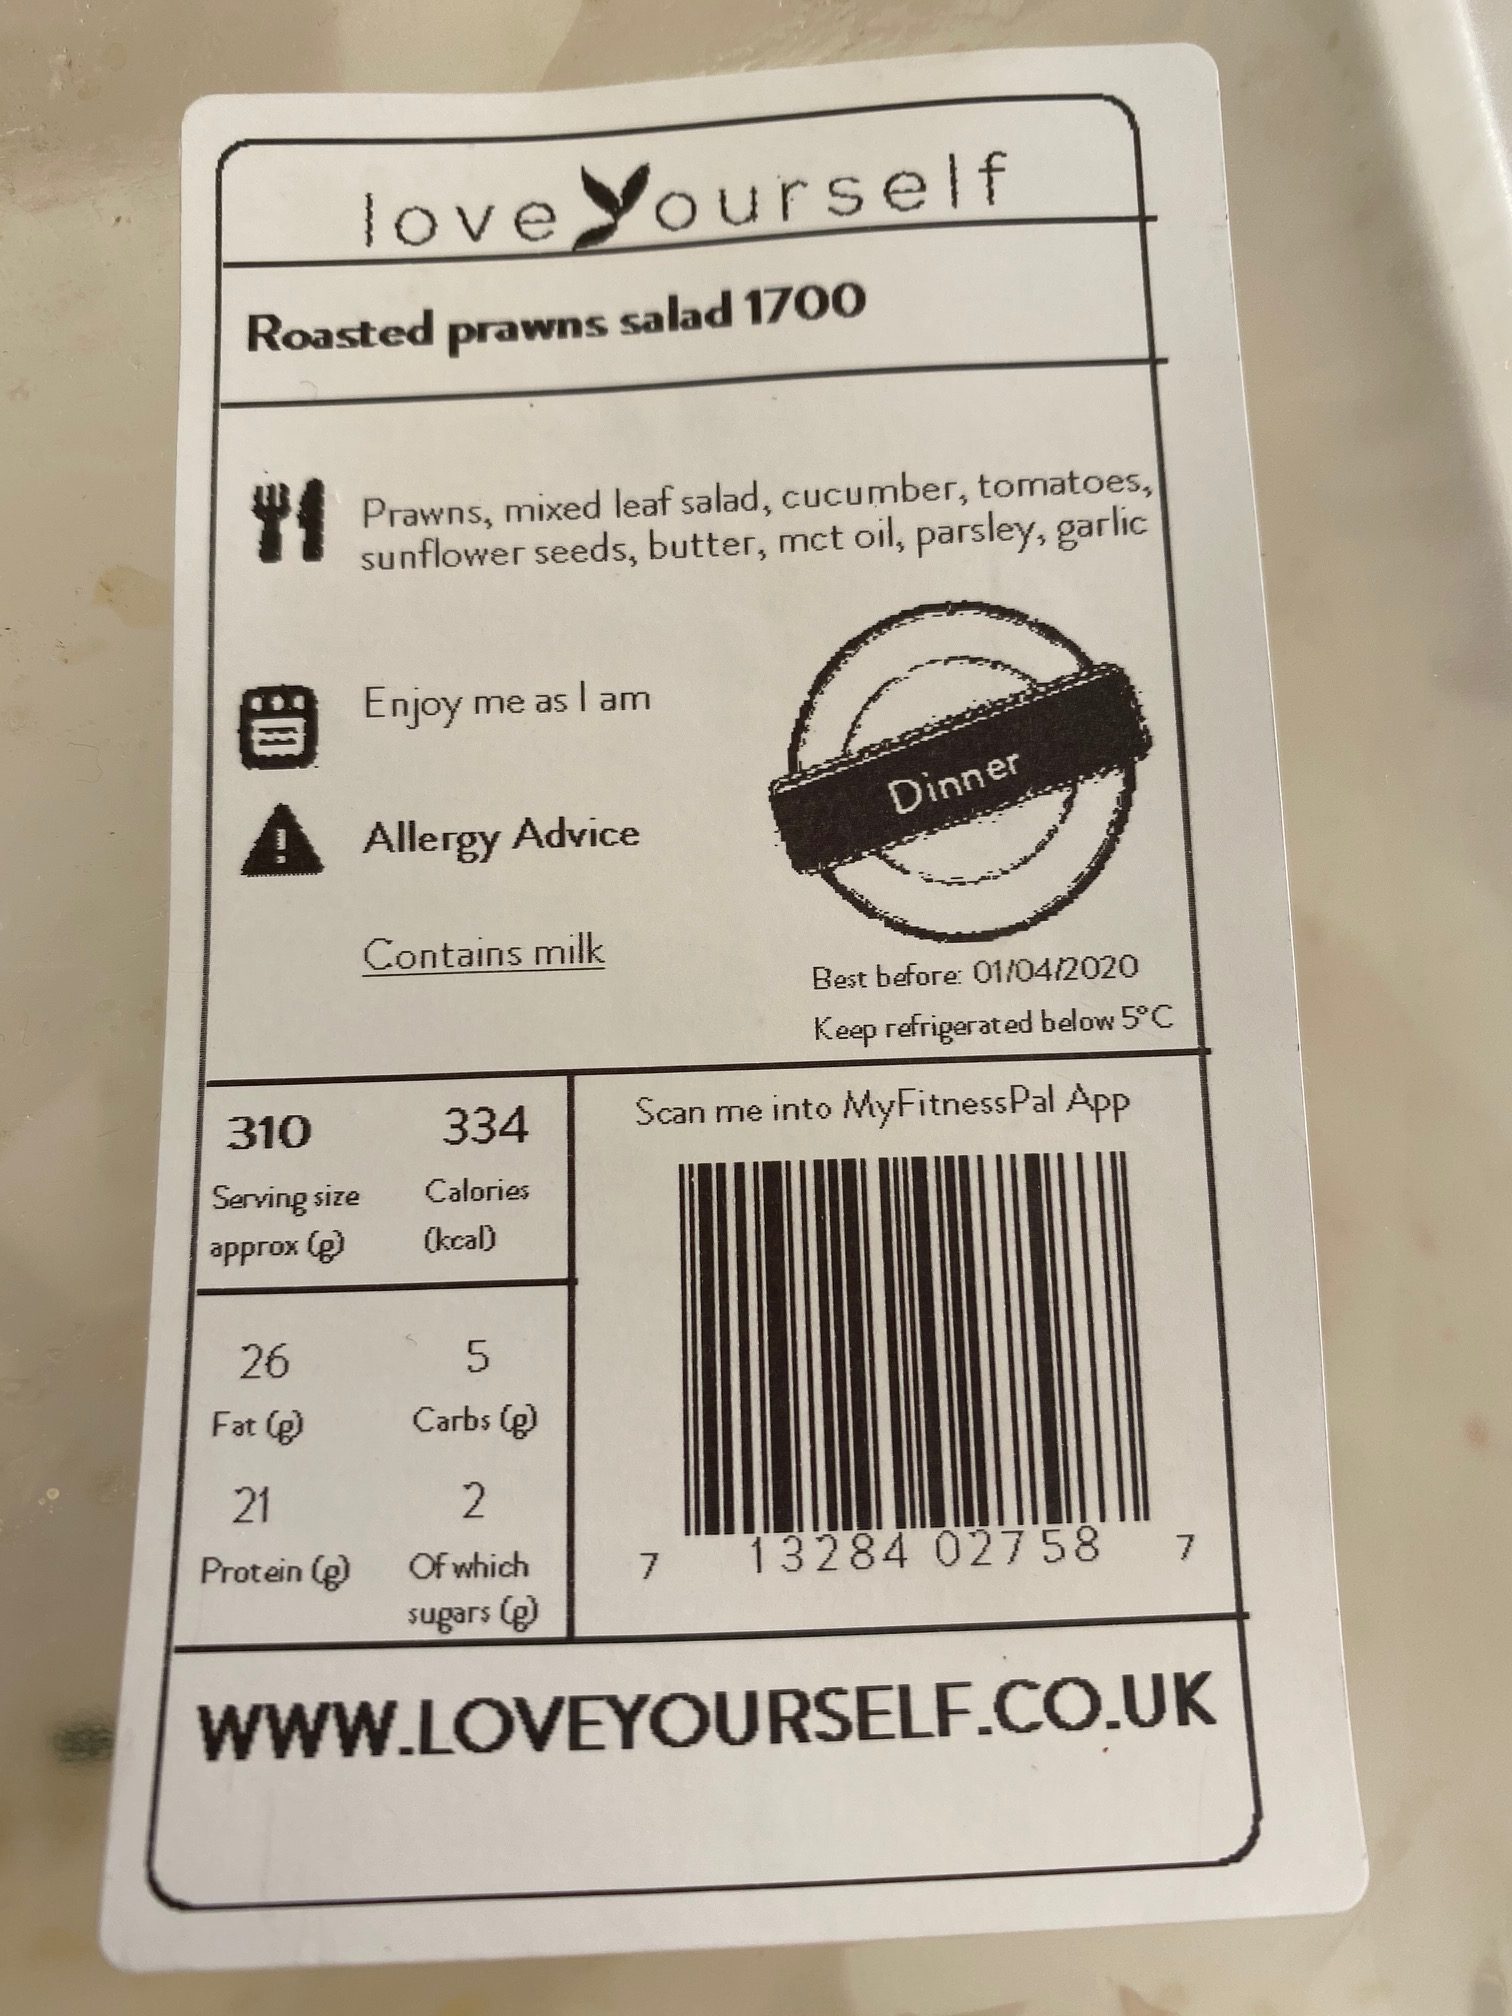 loveYourself
Roasted prawns salad 1700
Prawns, mixed leaf salad, cucumber, tomatoes,
sunflower seeds, butter, mct oil, parsley, garlic
Enjoy me as I am
Dinner
Allergy Advice
Contains milk
Best before: 01/04/2020
Keep refrigerated below 5°C
310
Serving size
approx (g)
334
Calories
(kcal)
26
Fat (g)
5
Carbs (g)
21
Protein (g)
2
Of which
sugars (g)
Scan me into MyFitnessPal App
7 13284 02758 7
WWW.LOVEYOURSELF.CO.UK